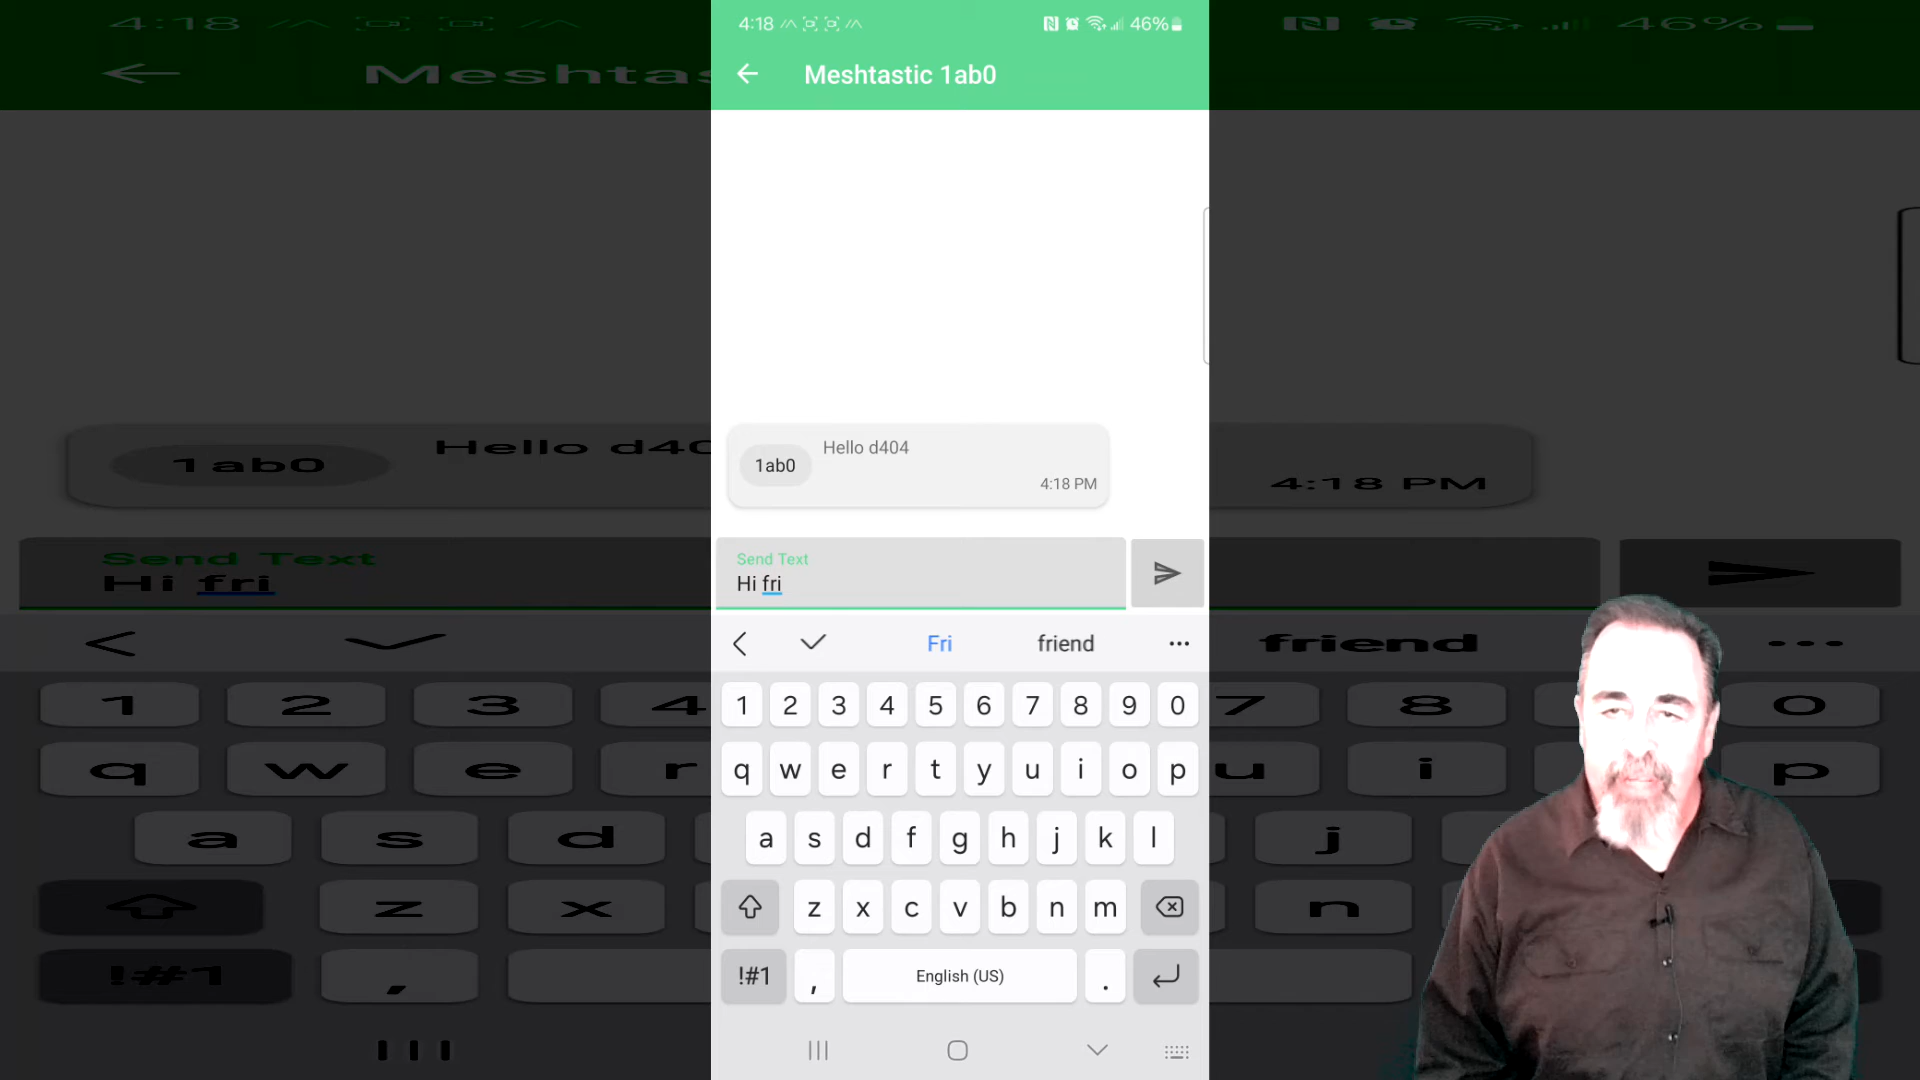 4:18 46%
Meshtastic 1ab0
1ab0 Hello d404
4:18 PM
Send Text
Hi fri
Fri friend
1 2 3 4 5 6 7 8 9 0
q w e r t y u i o p
a s d f g h j k l
z x c v b n m
!#1 , English (US) .